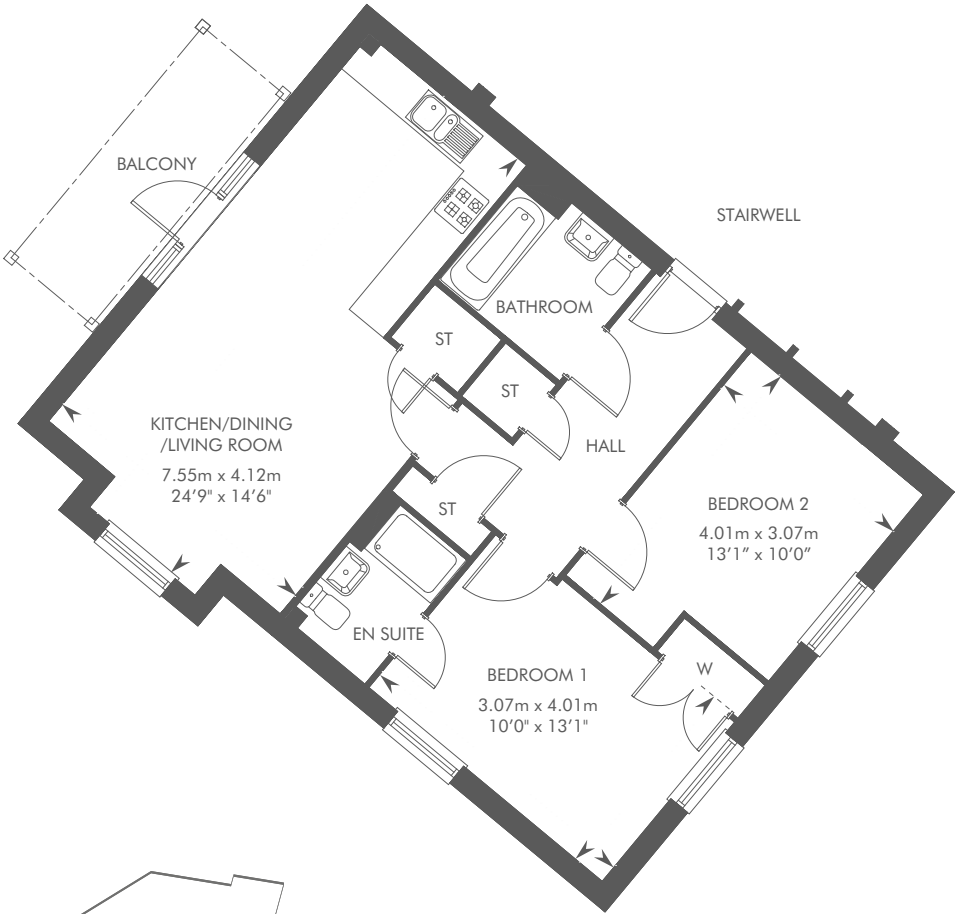 BALCONY
STAIRWELL
BATHROOM
ST
ST
KITCHEN/DINING
/LIVING ROOM
7.55m x 4.12m
24'9" x 14'6"
HALL
BEDROOM 2
4.01m x 3.07m
13'1" x 10'0"
ST
EN SUITE
BEDROOM 1
3.07m x 4.01m
10'0" x 13'1"
W